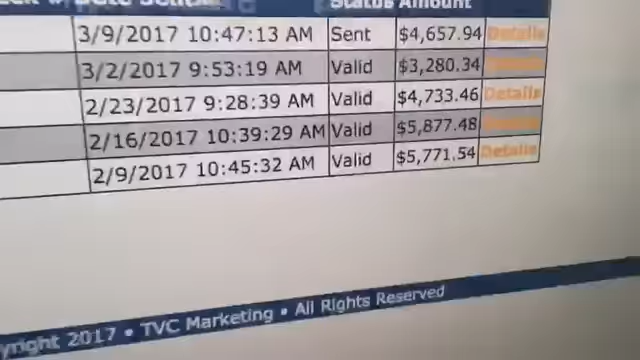 Status Amount
3/9/2017 10:47:13 AM Sent $4,657.94 Details
3/2/2017 9:53:19 AM Valid $3,280.34 Details
2/23/2017 9:28:39 AM Valid $4,733.46 Details
2/16/2017 10:39:29 AM Valid $5,877.48 Details
2/9/2017 10:45:32 AM Valid $5,771.54 Details
yright 2017 • TVC Marketing • All Rights Reserved